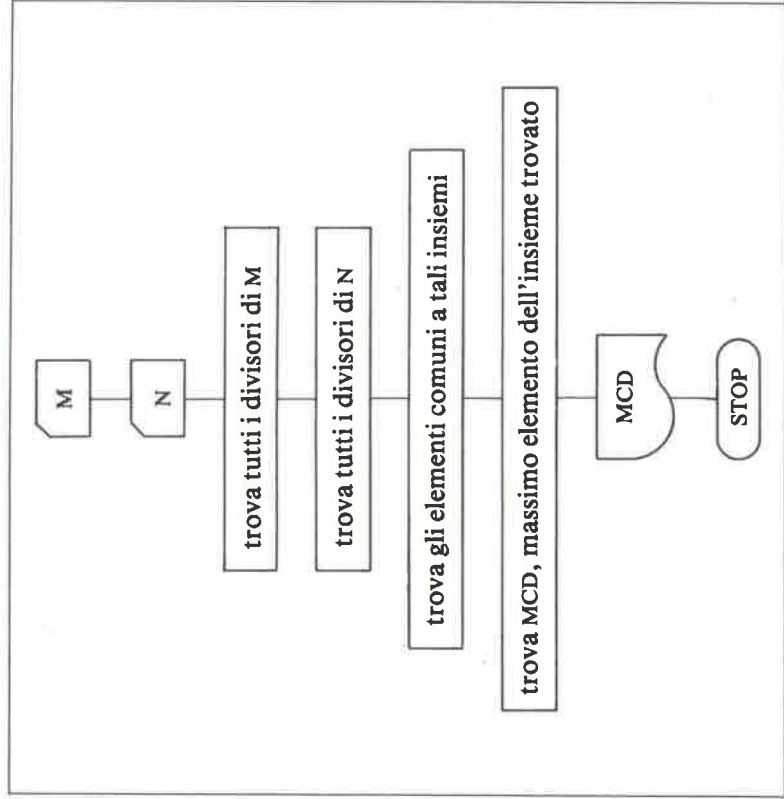 M
N
trova tutti i divisori di M
trova tutti i divisori di N
trova gli elementi comuni a tali insiemi
trova MCD, massimo elemento dell'insieme trovato
MCD
STOP